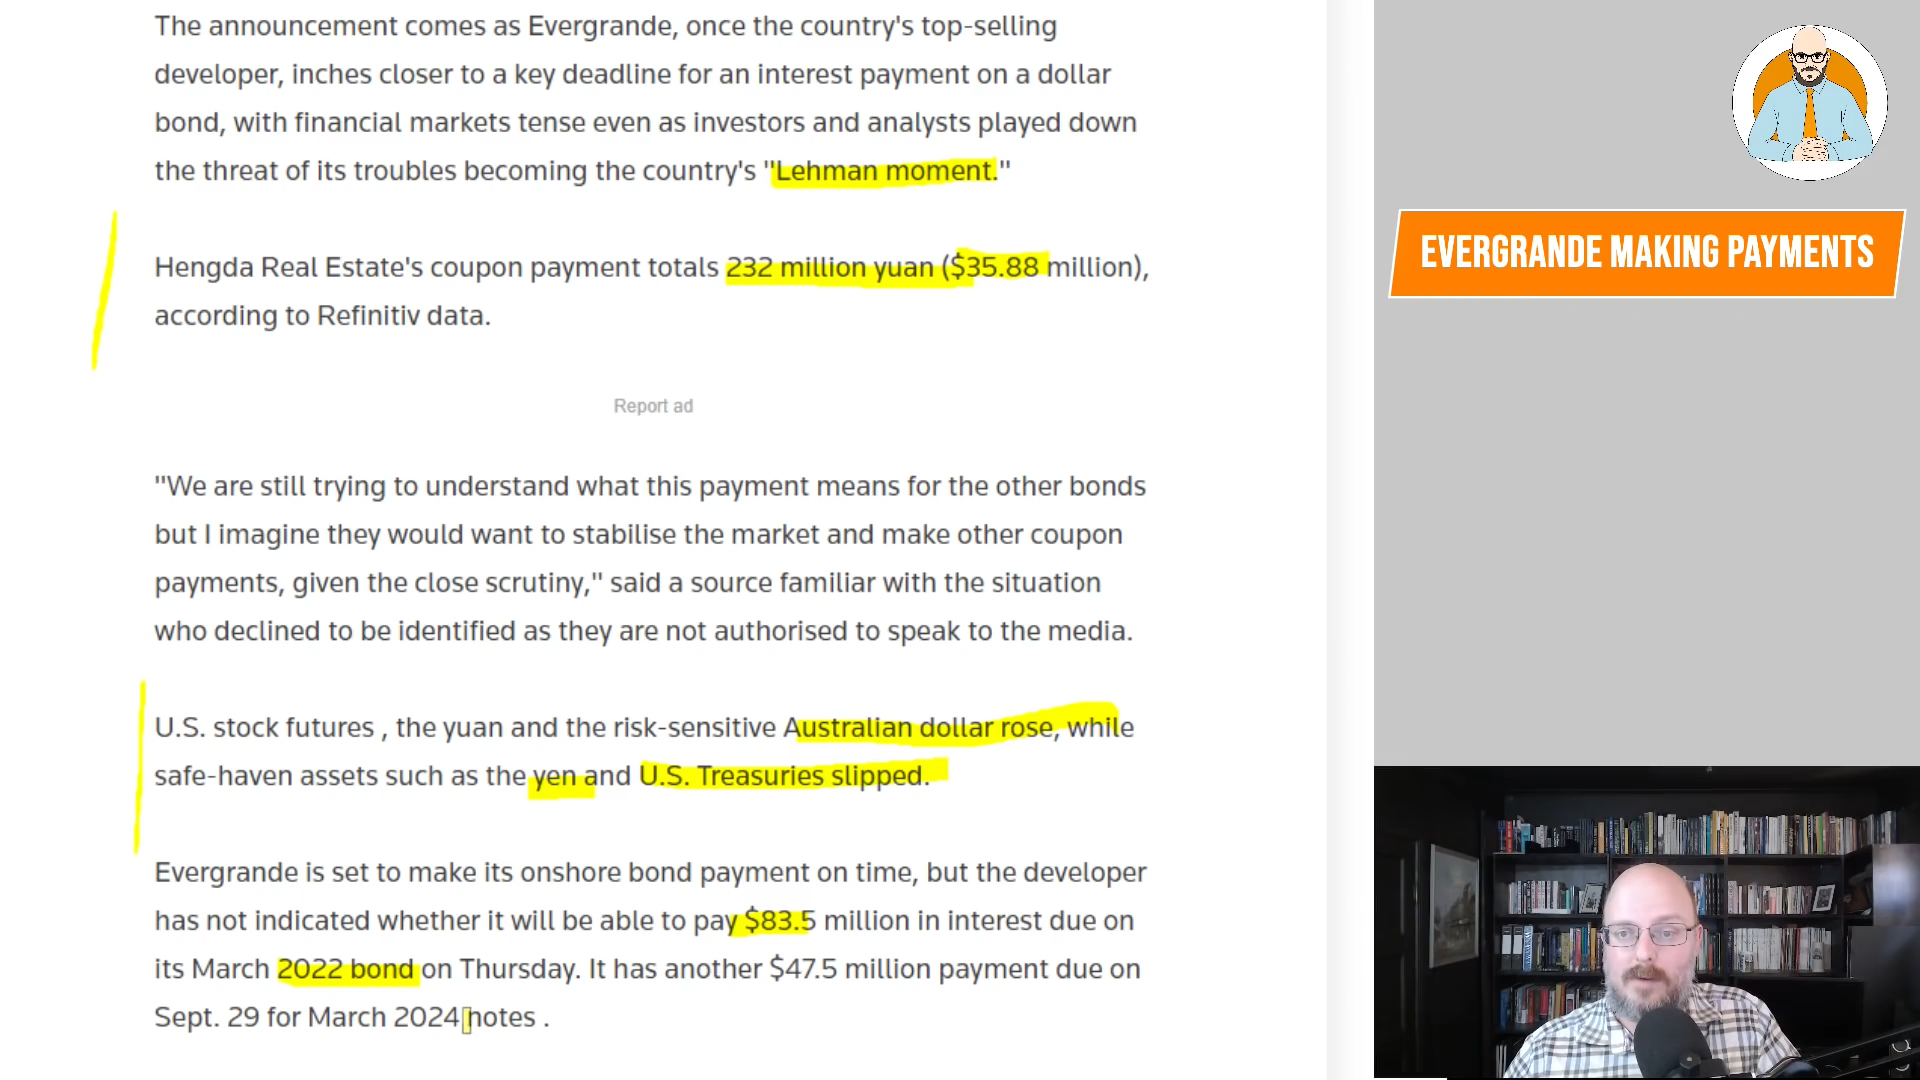 The announcement comes as Evergrande, once the country's top-selling
developer, inches closer to a key deadline for an interest payment on a dollar
bond, with financial markets tense even as investors and analysts played down
the threat of its troubles becoming the country's "Lehman moment."
EVERGRANDE MAKING PAYMENTS
Hengda Real Estate's coupon payment totals 232 million yuan ($35.88 million),
according to Refinitiv data.
Report ad
"We are still trying to understand what this payment means for the other bonds
but I imagine they would want to stabilise the market and make other coupon
payments, given the close scrutiny," said a source familiar with the situation
who declined to be identified as they are not authorised to speak to the media.
U.S. stock futures , the yuan and the risk-sensitive Australian dollar rose, while
safe-haven assets such as the yen and U.S. Treasuries slipped.
Evergrande is set to make its onshore bond payment on time, but the developer
has not indicated whether it will be able to pay $83.5 million in interest due on
its March 2022 bond on Thursday. It has another $47.5 million payment due on
Sept. 29 for March 2024 notes .